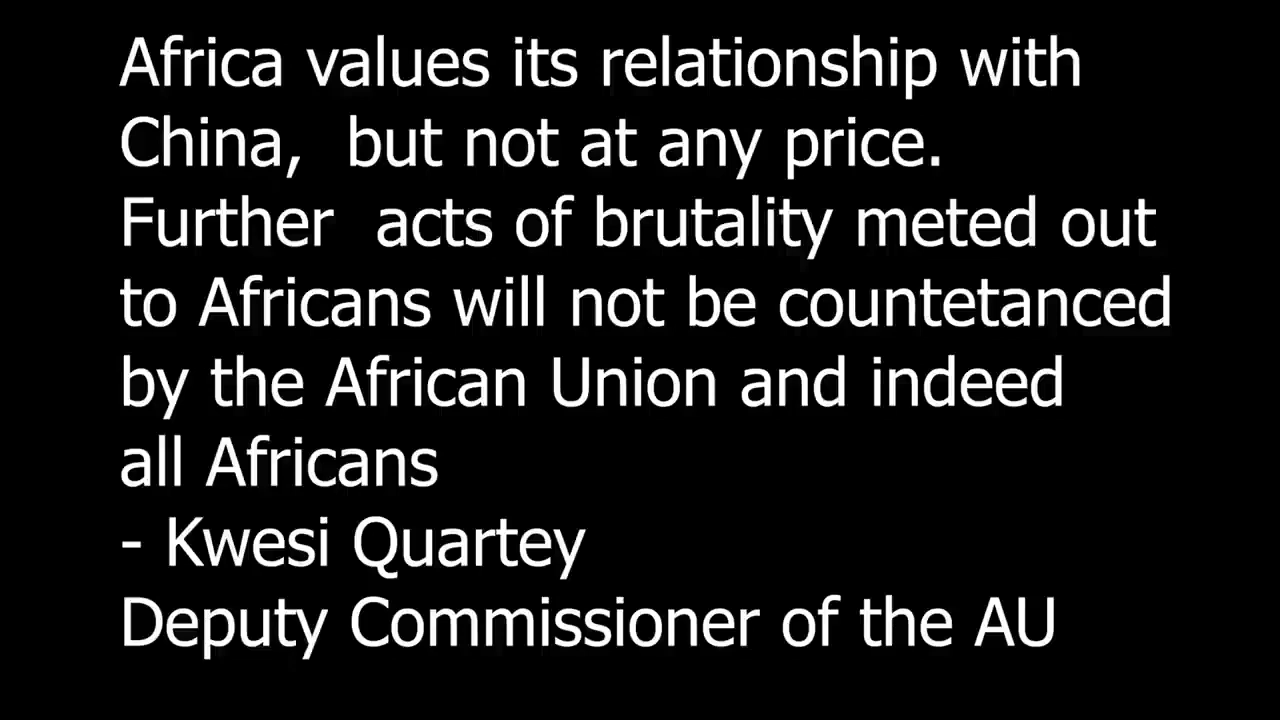 Africa values its relationship with
China,  but not at any price.
Further  acts of brutality meted out
to Africans will not be countetanced
by the African Union and indeed
all Africans
- Kwesi Quartey
Deputy Commissioner of the AU